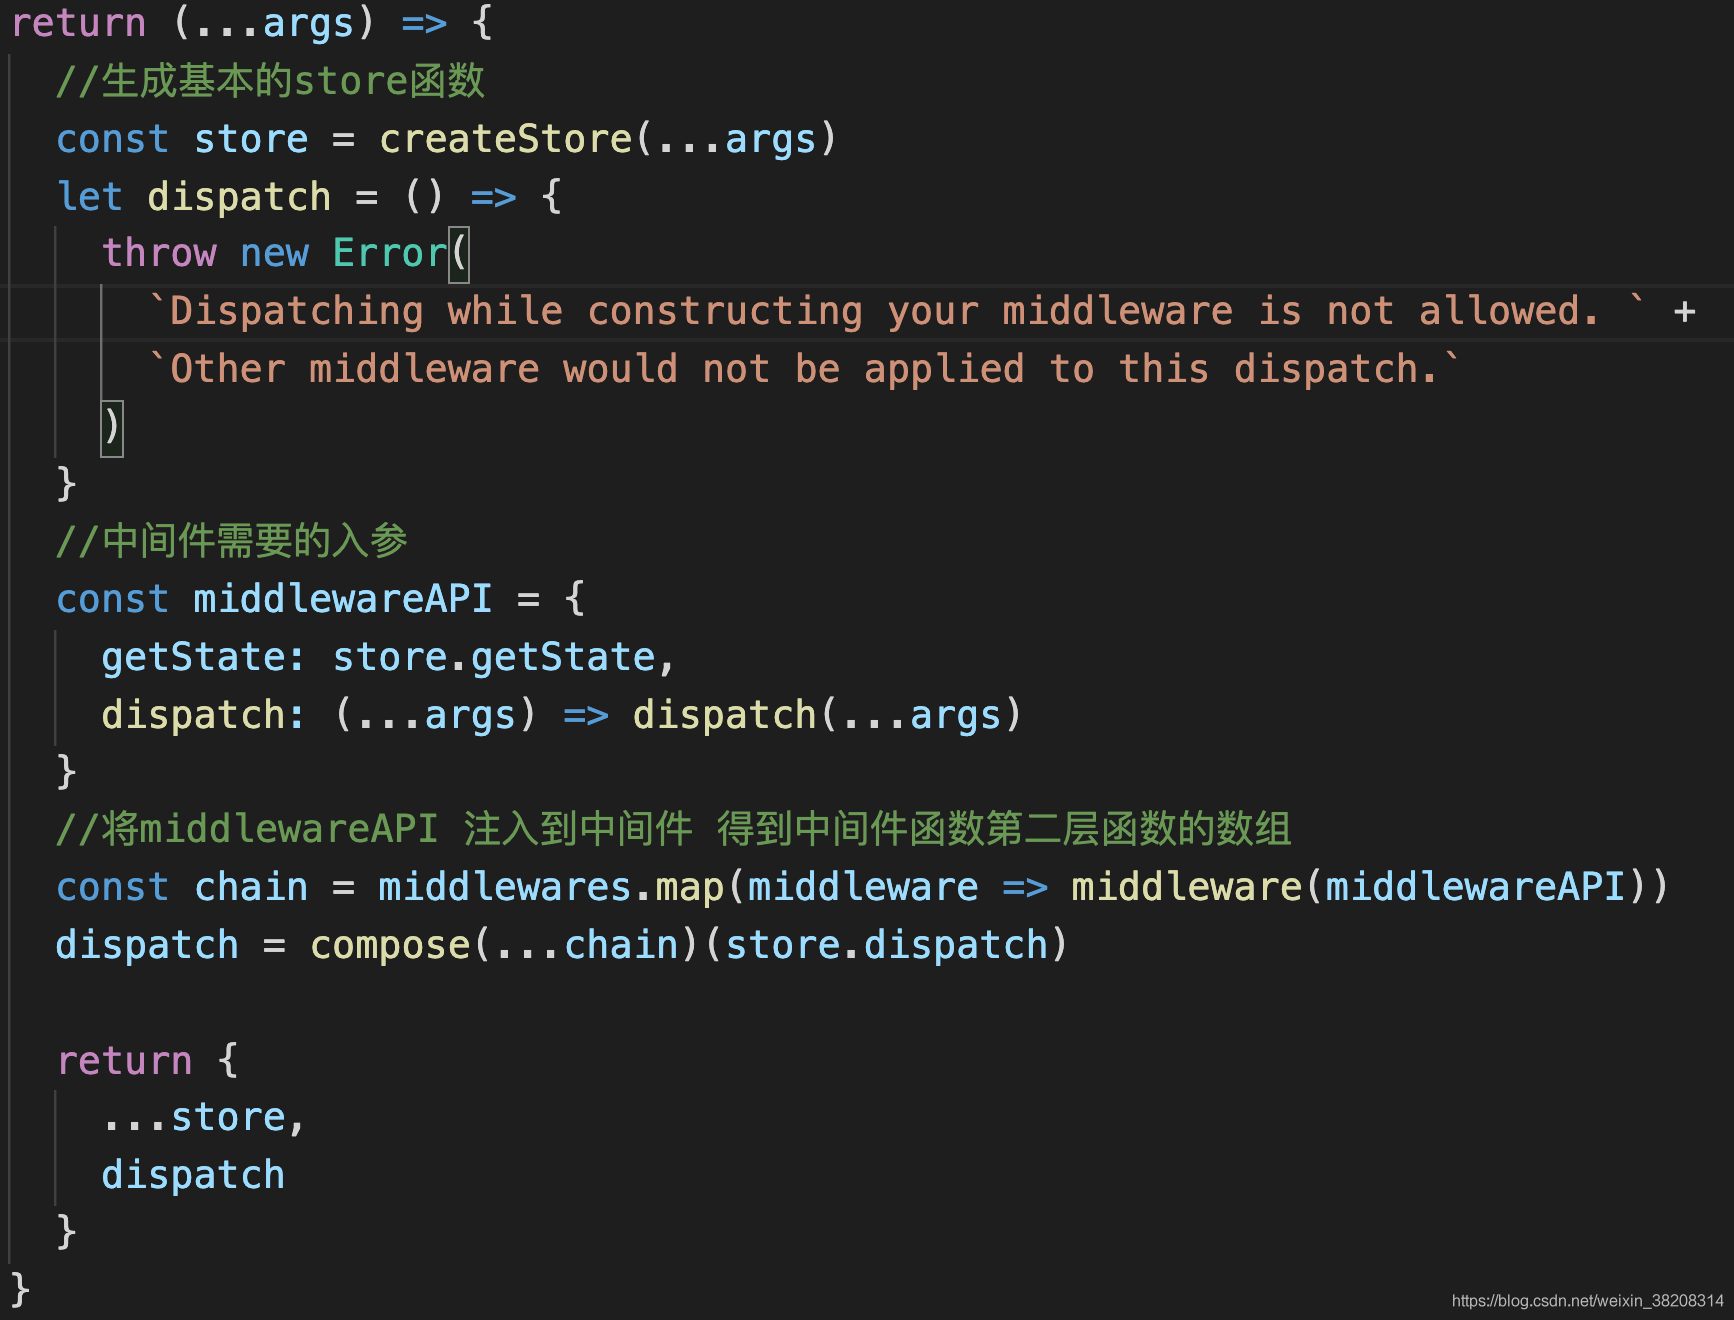 return (...args) => {
  //生成基本的store函数
  const store = createStore(...args)
  let dispatch = () => {
    throw new Error(
      `Dispatching while constructing your middleware is not allowed. ` +
      `Other middleware would not be applied to this dispatch.`
    )
  }
  //中间件需要的入参
  const middlewareAPI = {
    getState: store.getState,
    dispatch: (...args) => dispatch(...args)
  }
  //将middlewareAPI 注入到中间件 得到中间件函数第二层函数的数组
  const chain = middlewares.map(middleware => middleware(middlewareAPI))
  dispatch = compose(...chain)(store.dispatch)
  return {
    ...store,
    dispatch
  }
}
https://blog.csdn.net/weixin_38208314